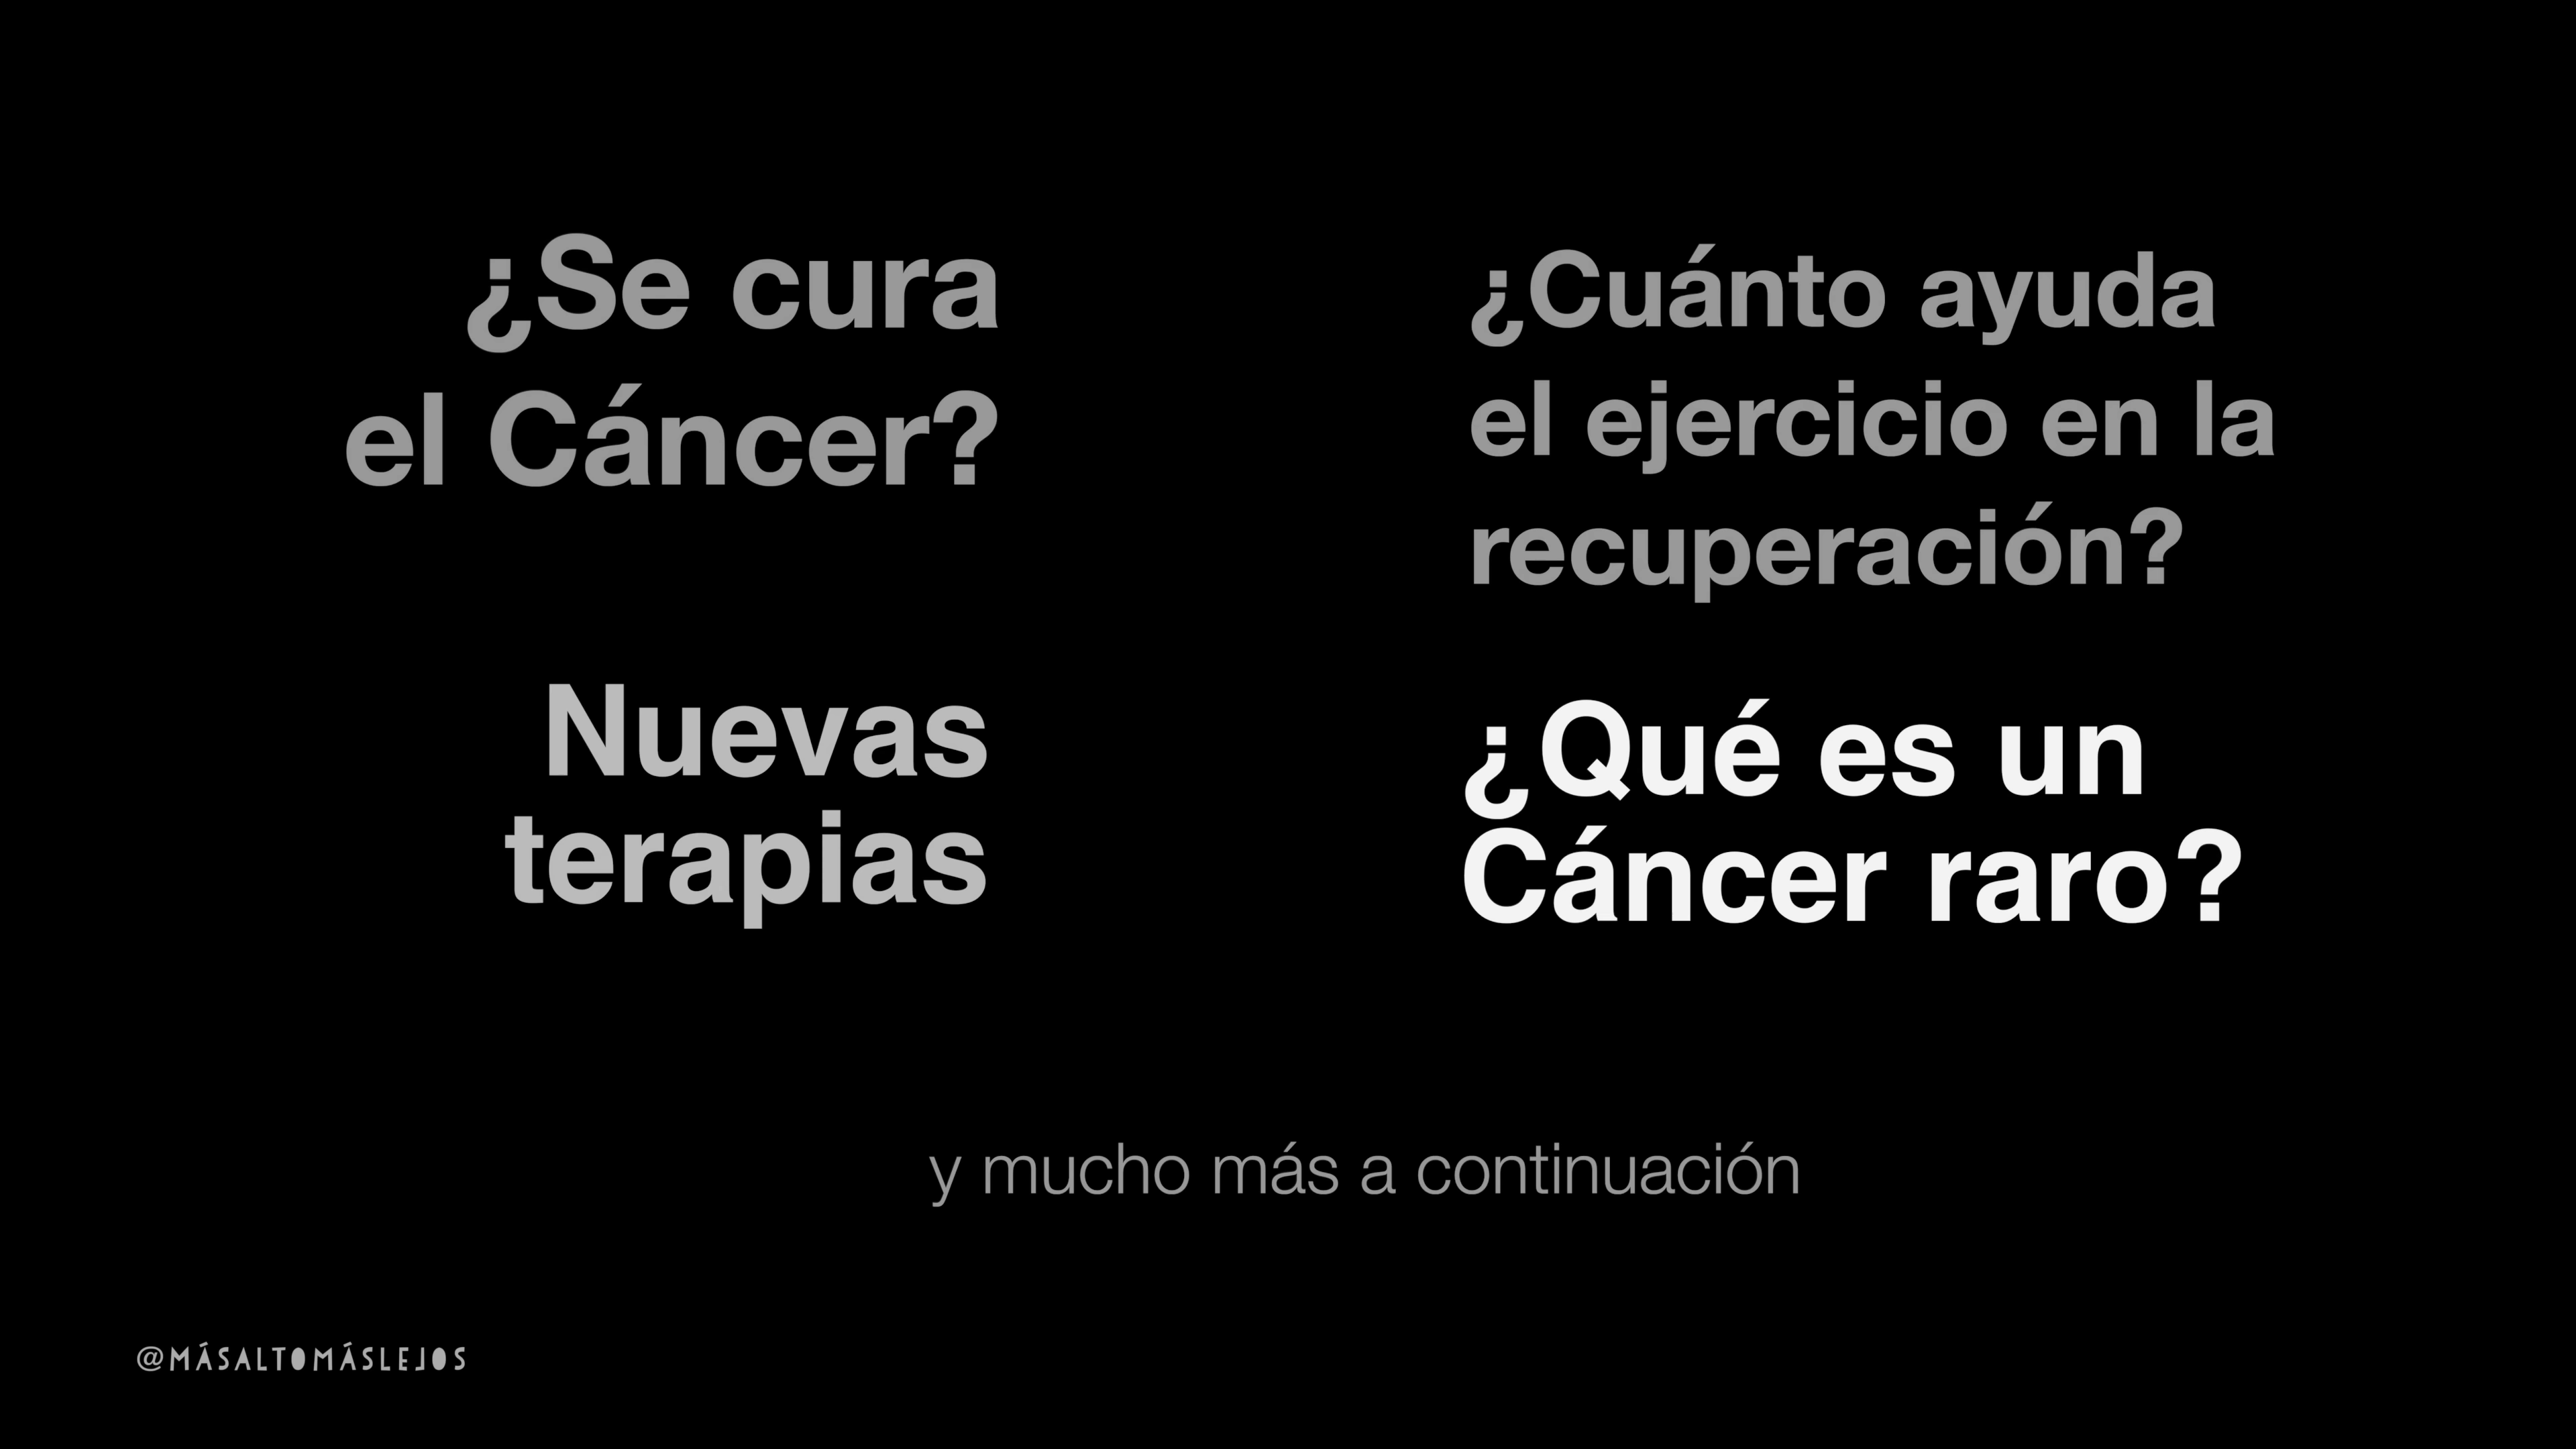 ¿Se cura
el Cáncer?
¿Cuánto ayuda
el ejercicio en la
recuperación?
Nuevas
terapias
¿Qué es un
Cáncer raro?
y mucho más a continuación
@MÁSALTOMÁSLEJOS